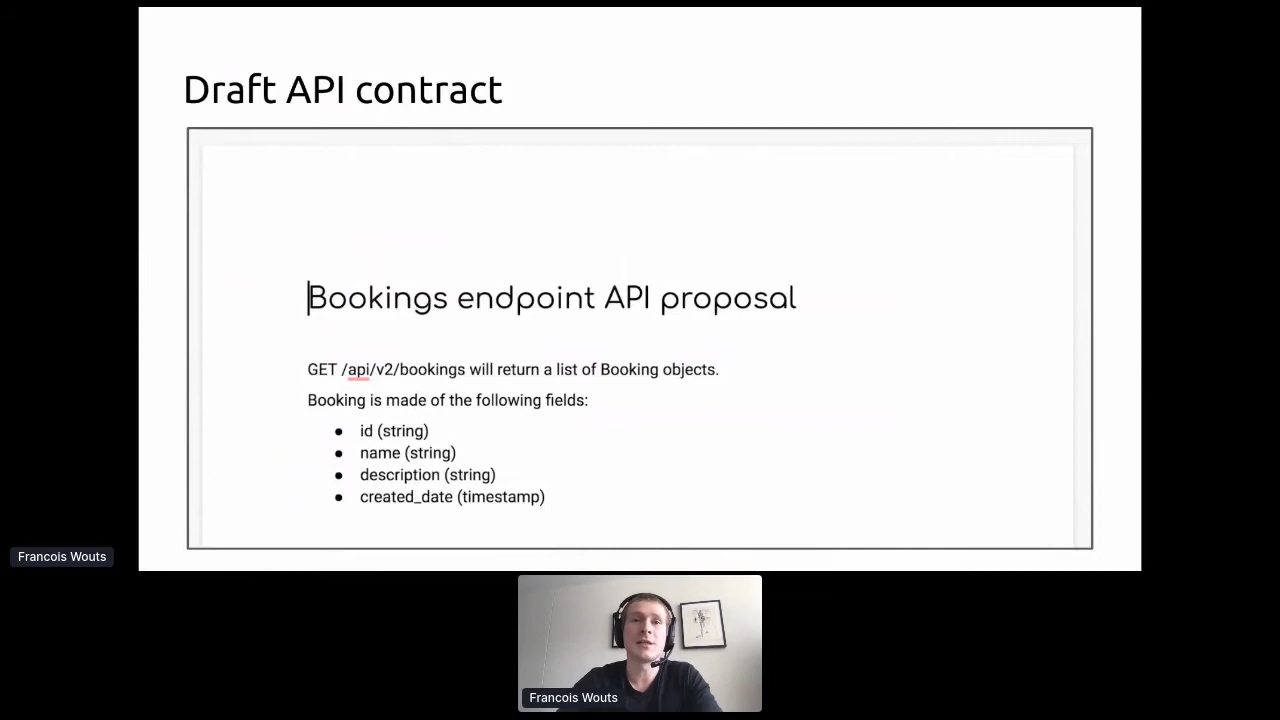 Draft API contract
Bookings endpoint API proposal
GET /api/v2/bookings will return a list of Booking objects.
Booking is made of the following fields:
● id (string)
● name (string)
● description (string)
● created_date (timestamp)
Francois Wouts
Francois Wouts